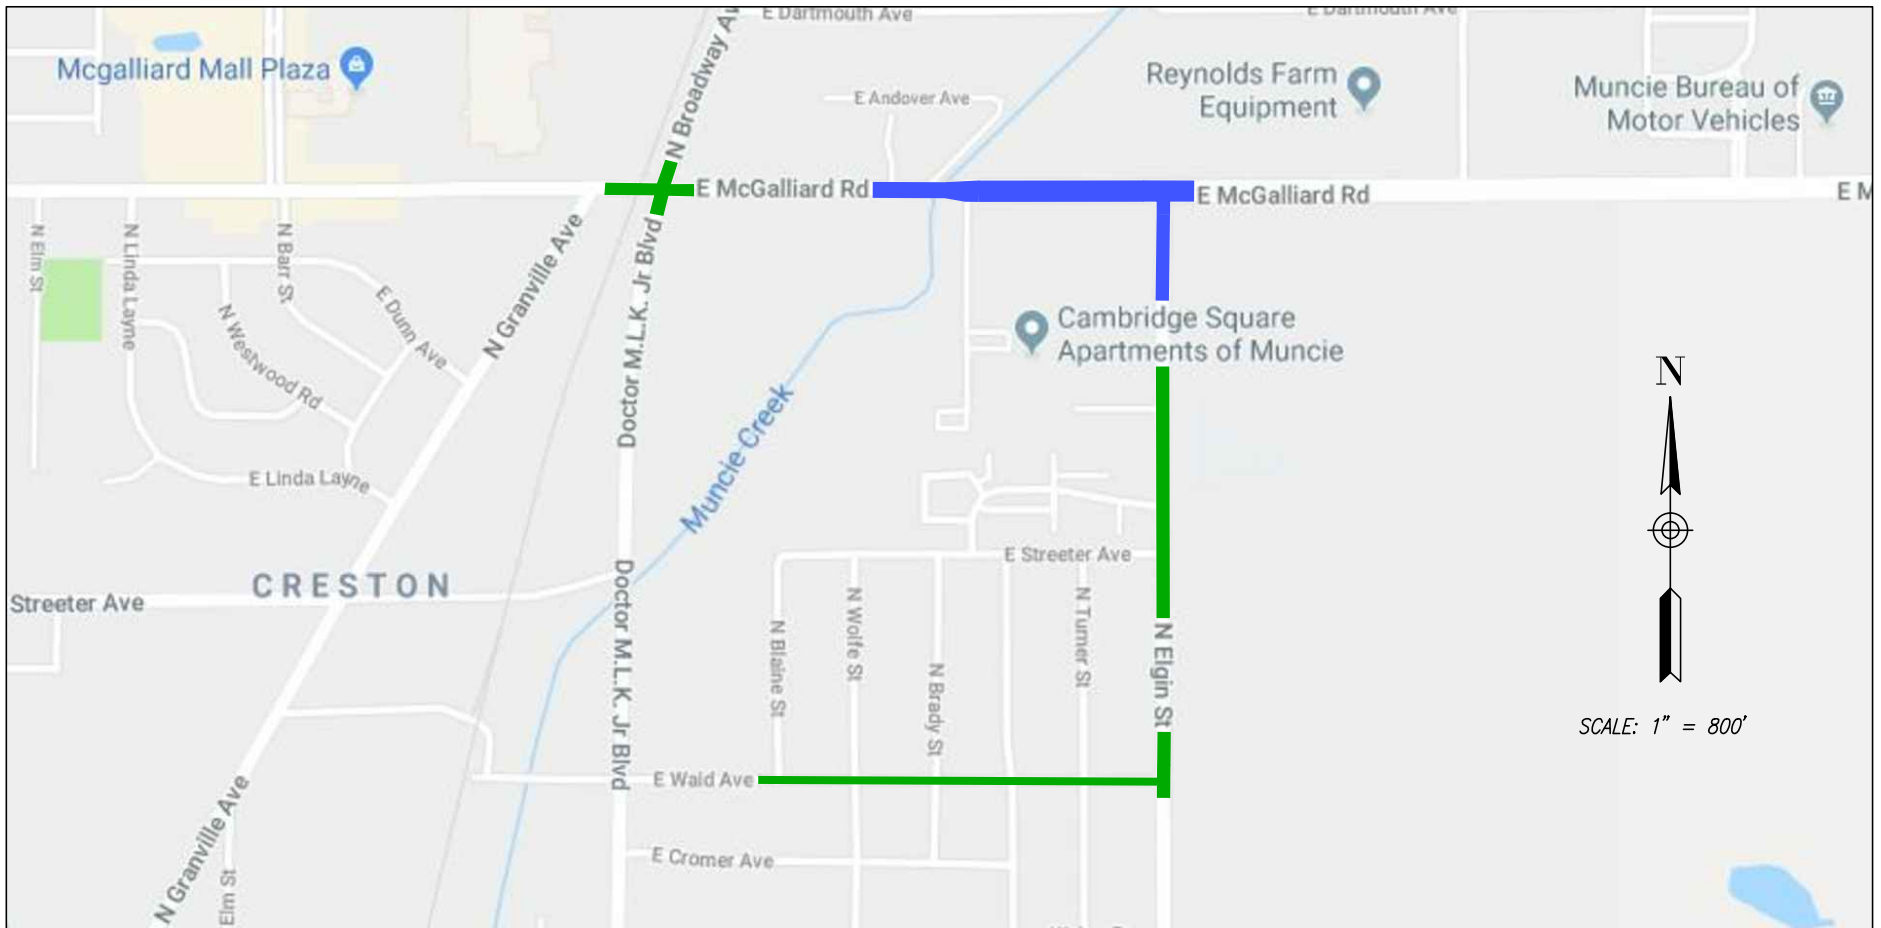 E Dartmouth Ave
E Dartmouth Ave
Mcgalliard Mall Plaza
N Broadway Av
E Andover Ave
Reynolds Farm
Equipment
Muncie Bureau of
Motor Vehicles
E McGalliard Rd
E McGalliard Rd
E M
N Elm St
N Linda Layne
N Barr St
N Westwood Rd
E Dunn Ave
N Granville Ave
Doctor M.L.K. Jr Blvd
Muncie Creek
Cambridge Square
Apartments of Muncie
N
E Linda Layne
CRESTON
Streeter Ave
E Streeter Ave
Doctor M.L.K. Jr Blvd
N Blaine St
N Wolfe St
N Brady St
N Turner St
N Elgin St
SCALE: 1" = 800'
E Wald Ave
E Cromer Ave
N Granville Ave
Elm St